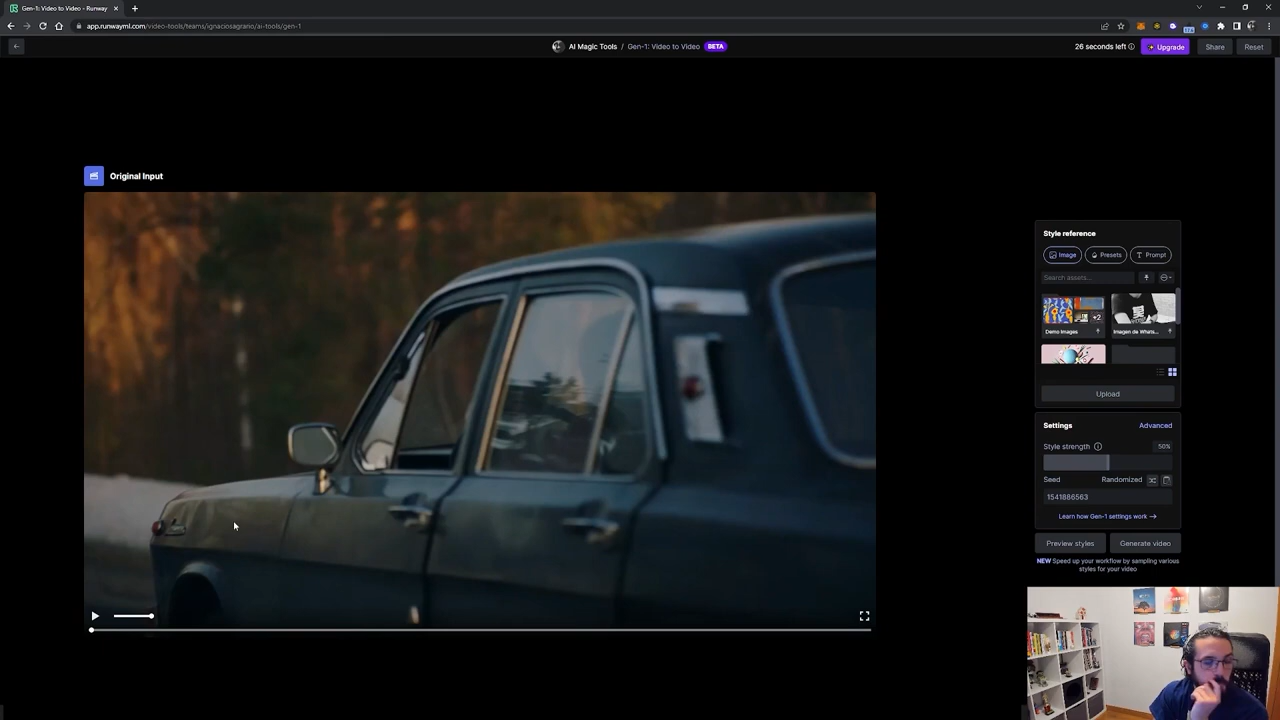 Gen-1: Video to Video - Runway
app.runwayml.com/video-tools/teams/ignaciosagrario/ai-tools/gen-1
AI Magic Tools / Gen-1: Video to Video BETA
26 seconds left
Upgrade
Share
Reset
Original Input
Style reference
Image
Presets
Prompt
Search assets...
+2
Demo Images
Imagen de Whats...
Upload
Settings
Advanced
Style strength
50%
Seed
Randomized
1541886563
Learn how Gen-1 settings work
Preview styles
Generate video
NEW Speed up your workflow by sampling various
styles for your video